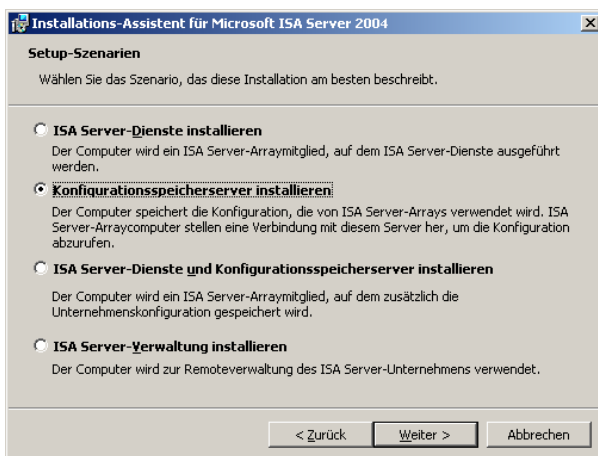 Installations-Assistent für Microsoft ISA Server 2004
Setup-Szenarien
Wählen Sie das Szenario, das diese Installation am besten beschreibt.
ISA Server-Dienste installieren
Der Computer wird ein ISA Server-Arraymitglied, auf dem ISA Server-Dienste ausgeführt
werden.
Konfigurationsspeicherserver installieren
Der Computer speichert die Konfiguration, die von ISA Server-Arrays verwendet wird. ISA
Server-Arraycomputer stellen eine Verbindung mit diesem Server her, um die Konfiguration
abzurufen.
ISA Server-Dienste und Konfigurationsspeicherserver installieren
Der Computer wird ein ISA Server-Arraymitglied, auf dem zusätzlich die
Unternehmenskonfiguration gespeichert wird.
ISA Server-Verwaltung installieren
Der Computer wird zur Remoteverwaltung des ISA Server-Unternehmens verwendet.
< Zurück Weiter > Abbrechen